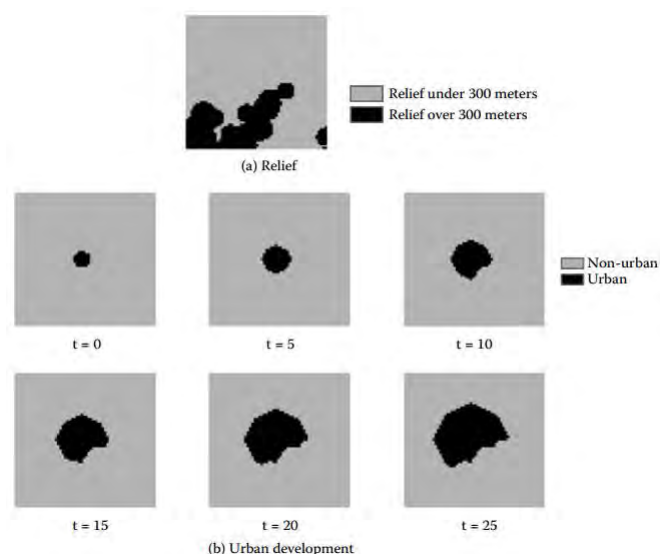 Relief under 300 meters
Relief over 300 meters
(a) Relief
Non-urban
Urban
t = 0
t = 5
t = 10
t = 15
t = 20
t = 25
(b) Urban development